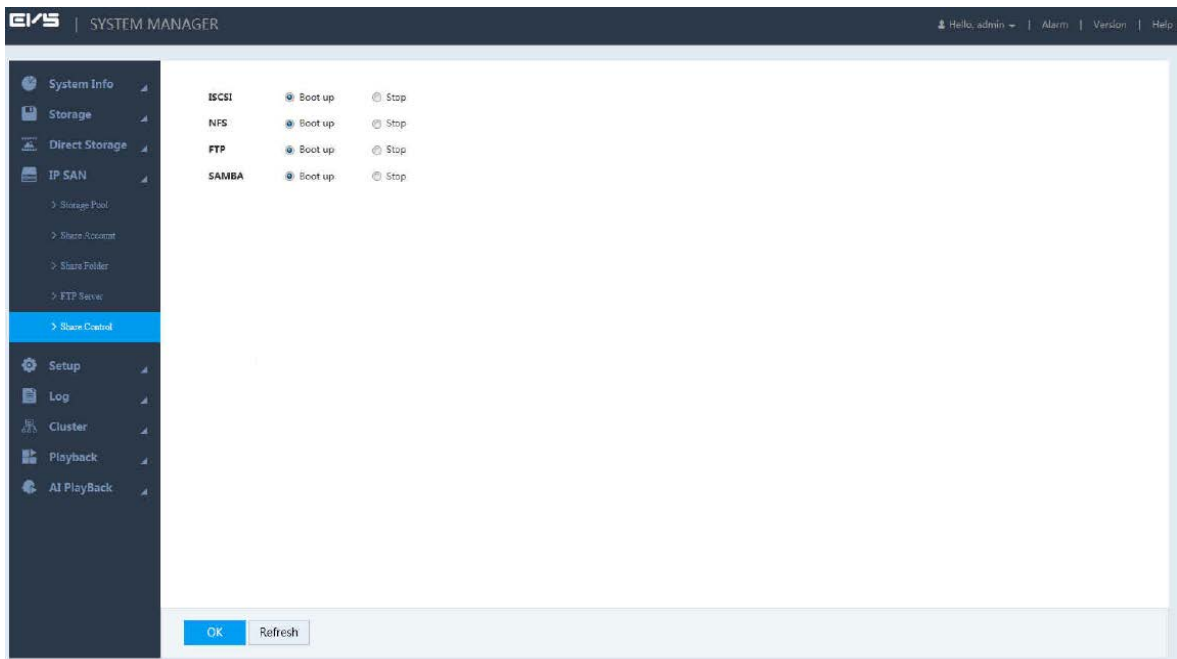 EVS | SYSTEM MANAGER
Hello, admin | Alarm | Version | Help
System Info
Storage
Direct Storage
IP SAN
> Storage Pool
> Share Account
> Share Folder
> FTP Server
> Share Control
Setup
Log
Cluster
Playback
AI PlayBack
ISCSI Boot up Stop
NFS Boot up Stop
FTP Boot up Stop
SAMBA Boot up Stop
OK Refresh